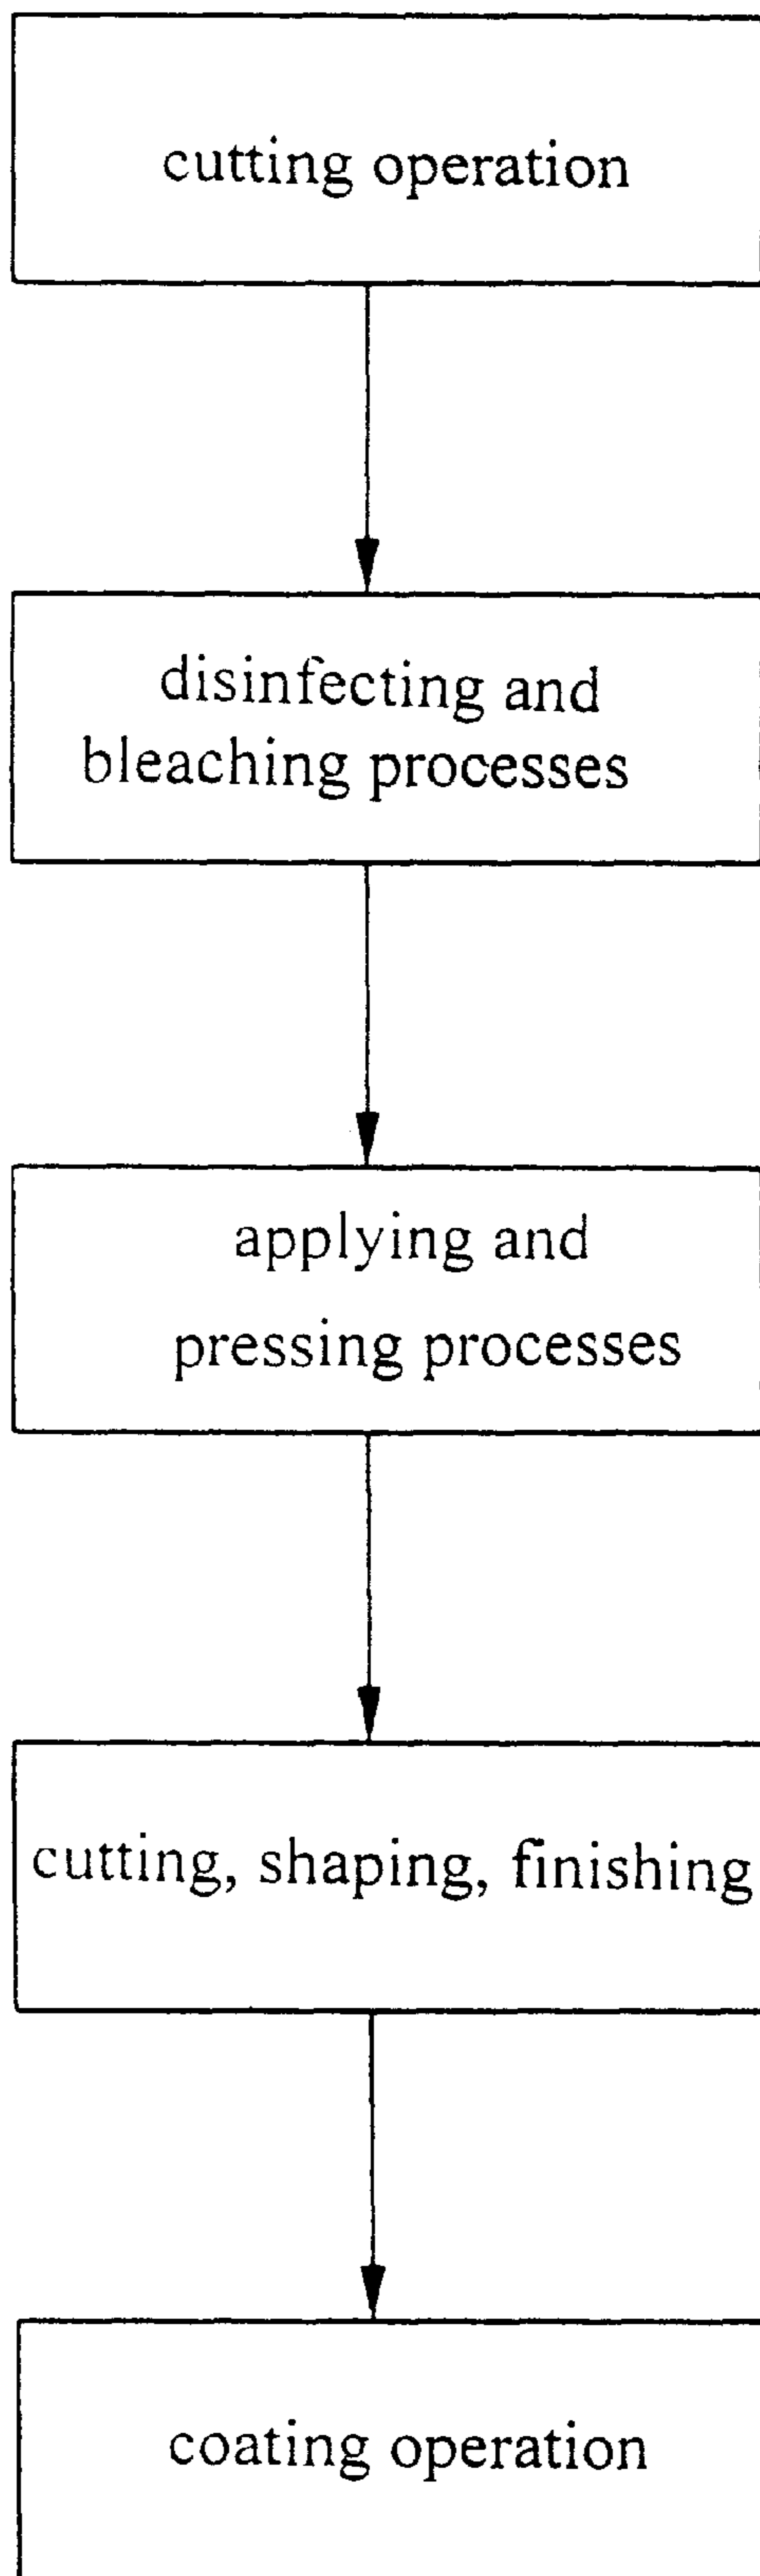 cutting operation
disinfecting and
bleaching processes
applying and
pressing processes
cutting, shaping, finishing
coating operation